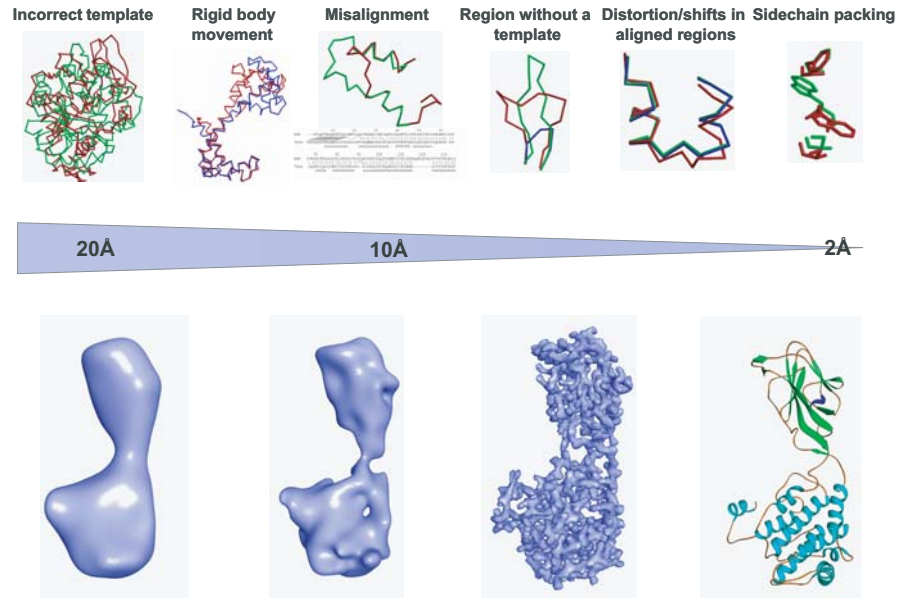 Incorrect template
Rigid body
movement
Misalignment
Region without a
template
Distortion/shifts in
aligned regions
Sidechain packing
20Å
10Å
2Å